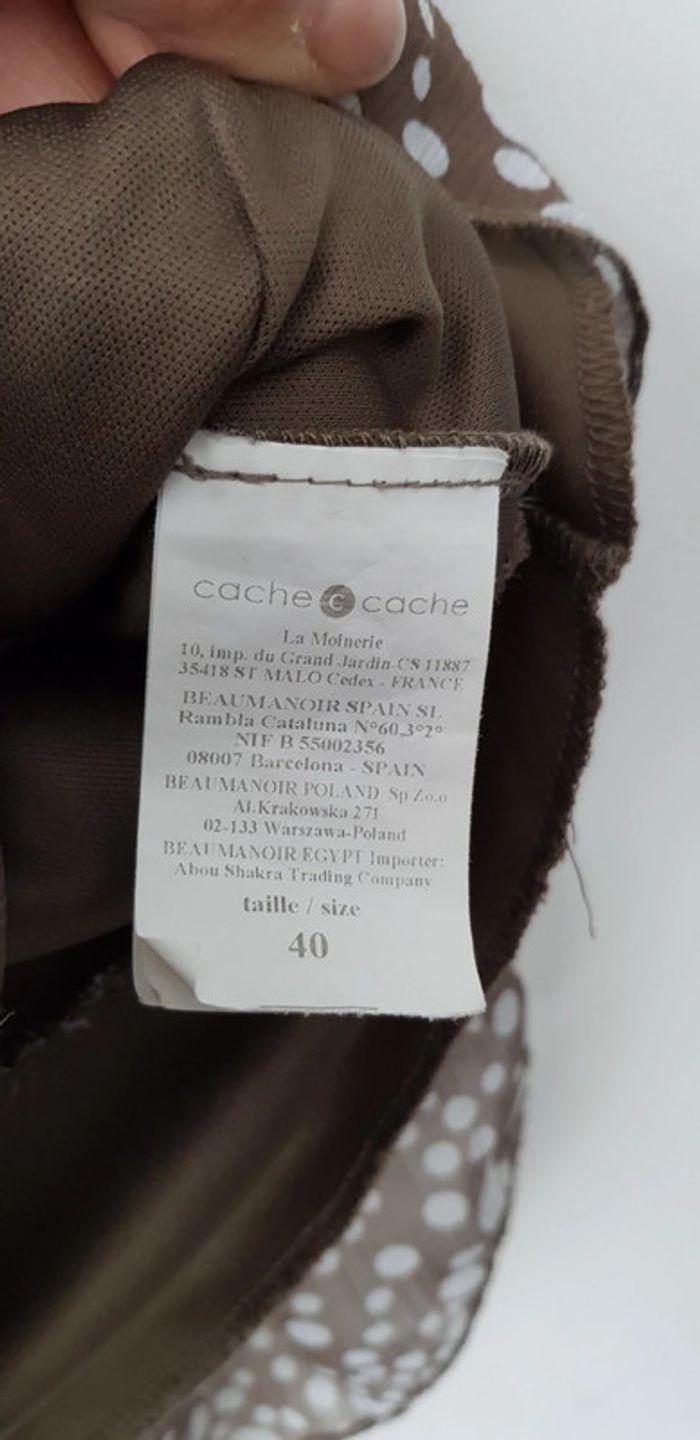 cache c cache
La Moinerie
10, imp. du Grand Jardin-CS 11887
35418 ST MALO Cedex - FRANCE
BEAUMANOIR SPAIN SL
Rambla Cataluna N°60,3°2°
NIF B 55002356
08007 Barcelona - SPAIN
BEAUMANOIR POLAND Sp Zo.o
Al.Krakowska 271
02-133 Warszawa-Poland
BEAUMANOIR EGYPT Importer:
Abou Shakra Trading Company
taille / size
40